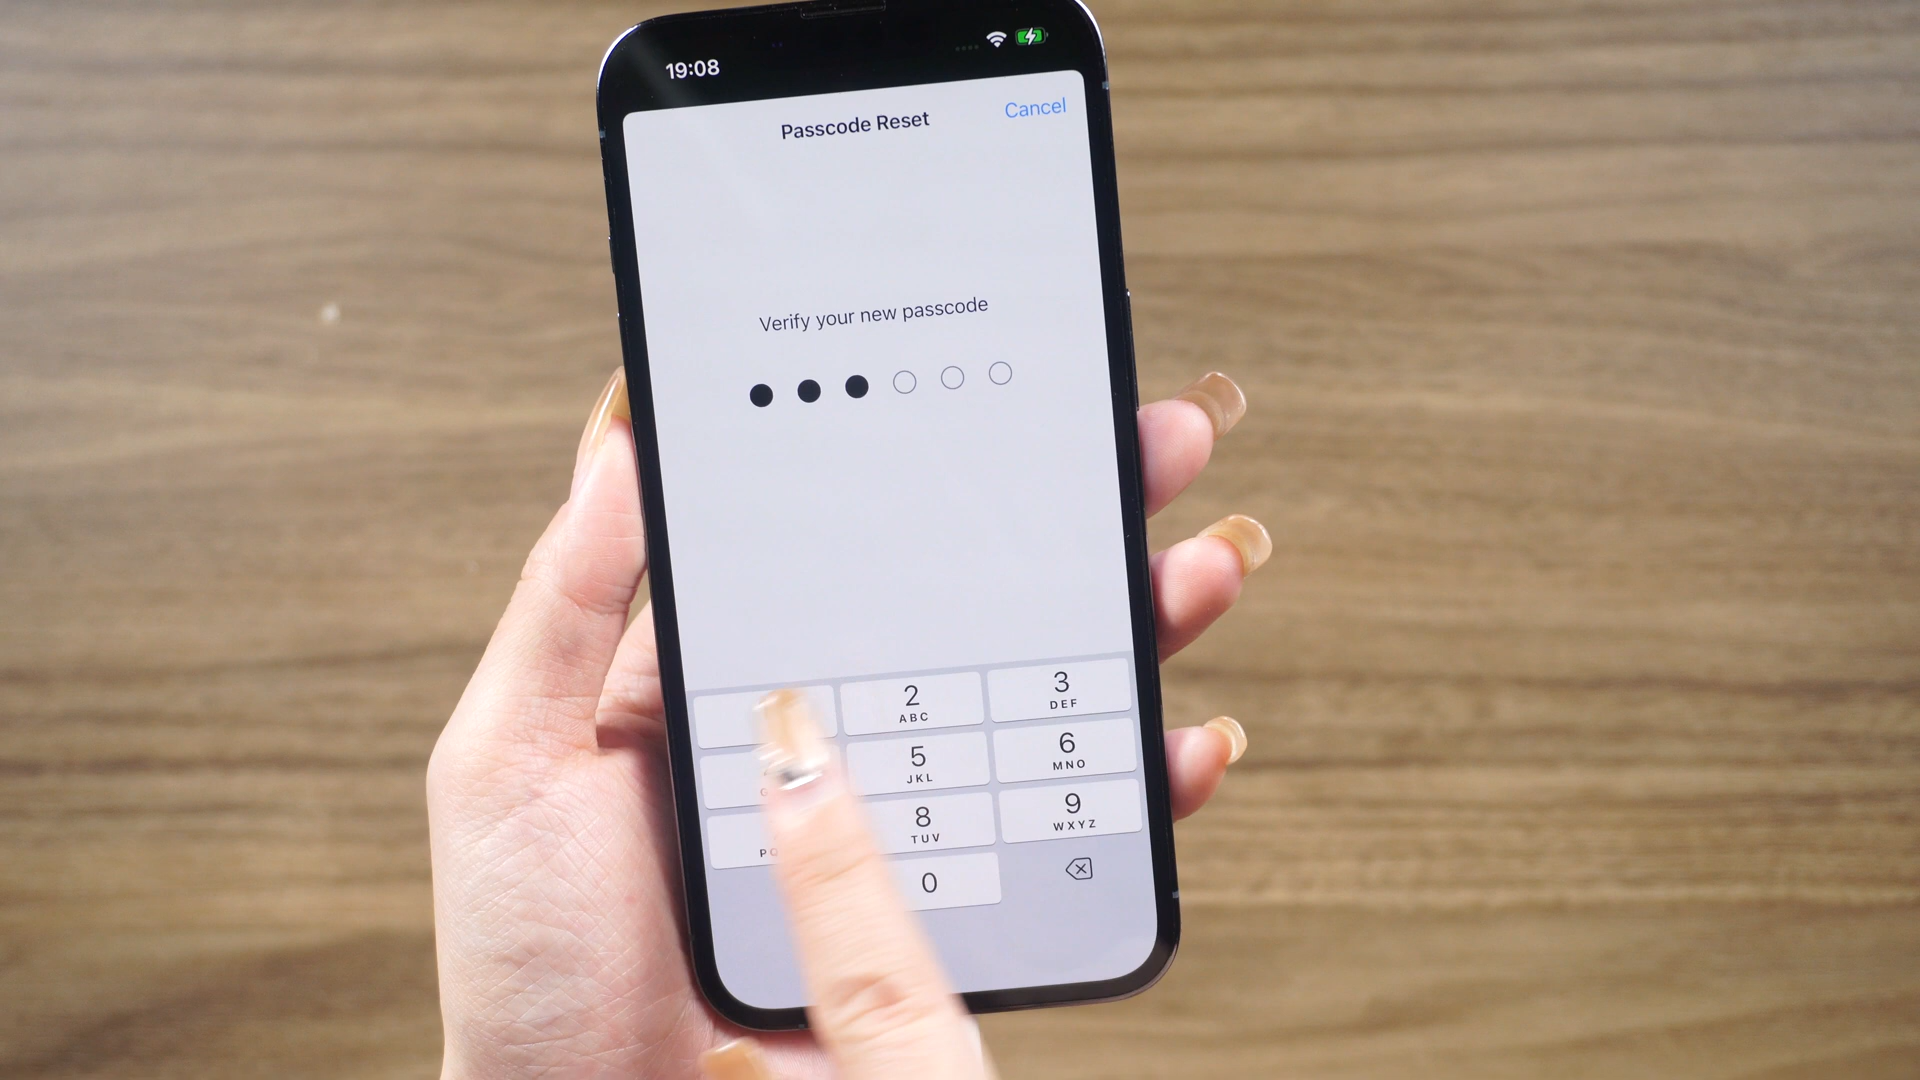 19:08
Passcode Reset
Cancel
Verify your new passcode
2
ABC
3
DEF
5
JKL
6
MNO
8
TUV
9
WXYZ
0